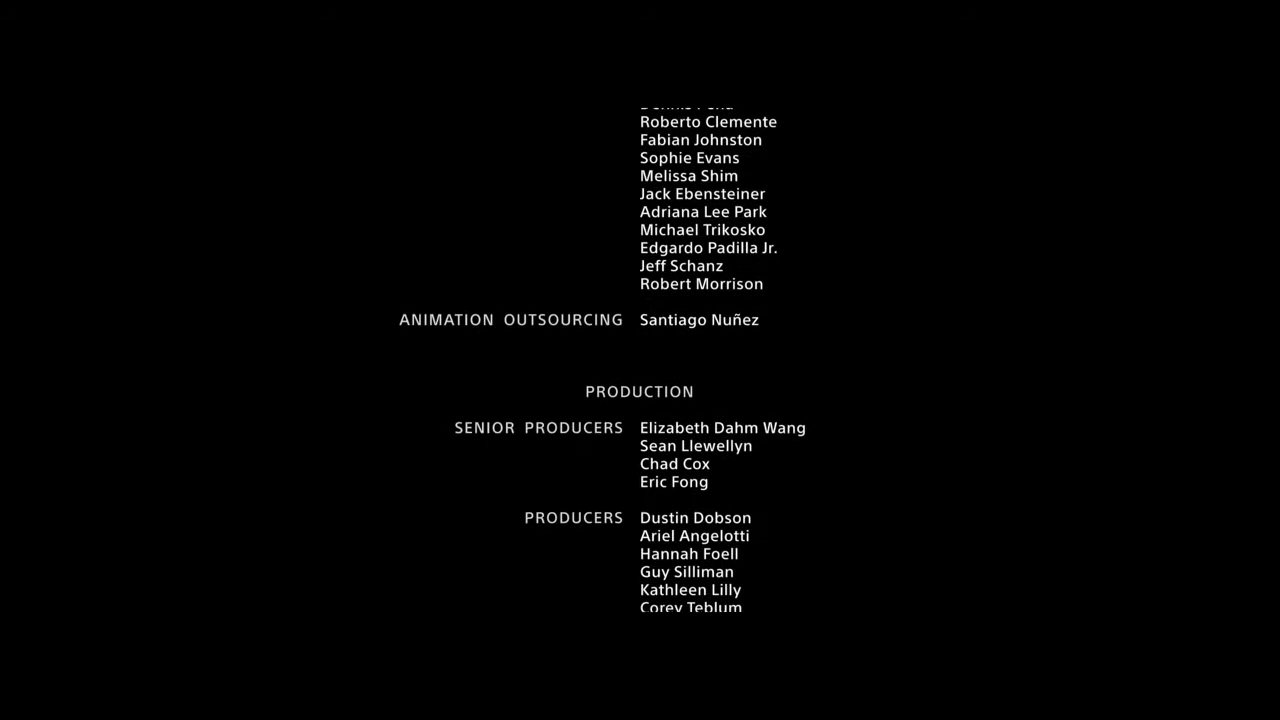 Roberto Clemente
Fabian Johnston
Sophie Evans
Melissa Shim
Jack Ebensteiner
Adriana Lee Park
Michael Trikosko
Edgardo Padilla Jr.
Jeff Schanz
Robert Morrison
ANIMATION OUTSOURCING Santiago Nuñez
PRODUCTION
SENIOR PRODUCERS Elizabeth Dahm Wang
Sean Llewellyn
Chad Cox
Eric Fong
PRODUCERS Dustin Dobson
Ariel Angelotti
Hannah Foell
Guy Silliman
Kathleen Lilly
Corey Teblum